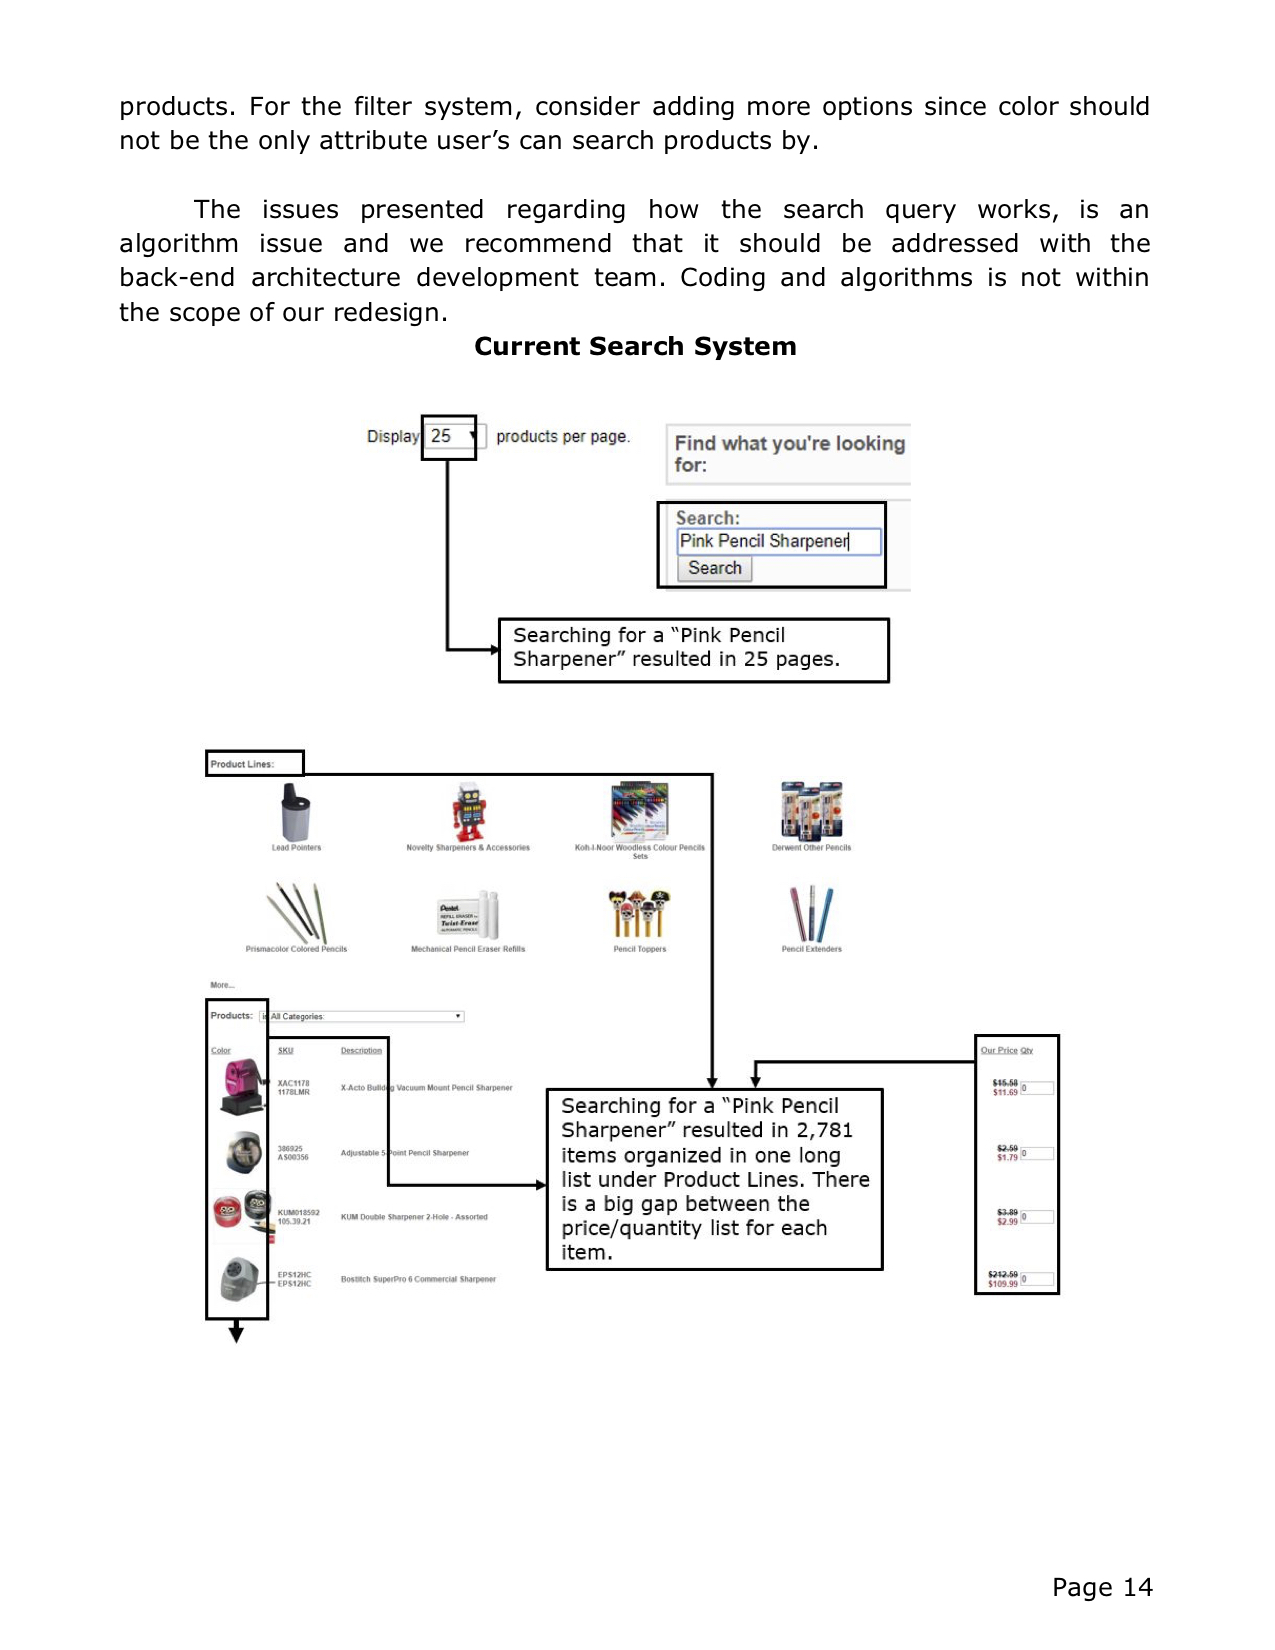 products. For the filter system, consider adding more options since color should
not be the only attribute user’s can search products by.
The issues presented regarding how the search query works, is an
algorithm issue and we recommend that it should be addressed with the
back-end architecture development team. Coding and algorithms is not within
the scope of our redesign.
Current Search System
Display 25 products per page.
Find what you're looking
for:
Search:
Pink Pencil Sharpener
Search
Searching for a “Pink Pencil
Sharpener” resulted in 25 pages.
Product Lines:
Lead Pointers
Novelty Sharpeners & Accessories
Koh-I-Noor Woodless Colour Pencils
Sets
Derwent Other Pencils
Pentel
REFILL ERASER
Twist-Erase
AUTOMATIC PENCILS
Prismacolor Colored Pencils
Mechanical Pencil Eraser Refills
Pencil Toppers
Pencil Extenders
More...
Products: in All Categories:
Color SKU Description Our Price Qty
XAC1178
1178LMR
X-Acto Bulldog Vacuum Mount Pencil Sharpener
$15.58
$11.69
0
386925
AS00356
Adjustable 5-Point Pencil Sharpener
$2.59
$1.79
0
KUM018592
105.39.21
KUM Double Sharpener 2-Hole - Assorted
$3.89
$2.99
0
EPS12HC
EPS12HC
Bostitch SuperPro 6 Commercial Sharpener
$212.59
$109.99
0
Searching for a “Pink Pencil
Sharpener” resulted in 2,781
items organized in one long
list under Product Lines. There
is a big gap between the
price/quantity list for each
item.
Page 14